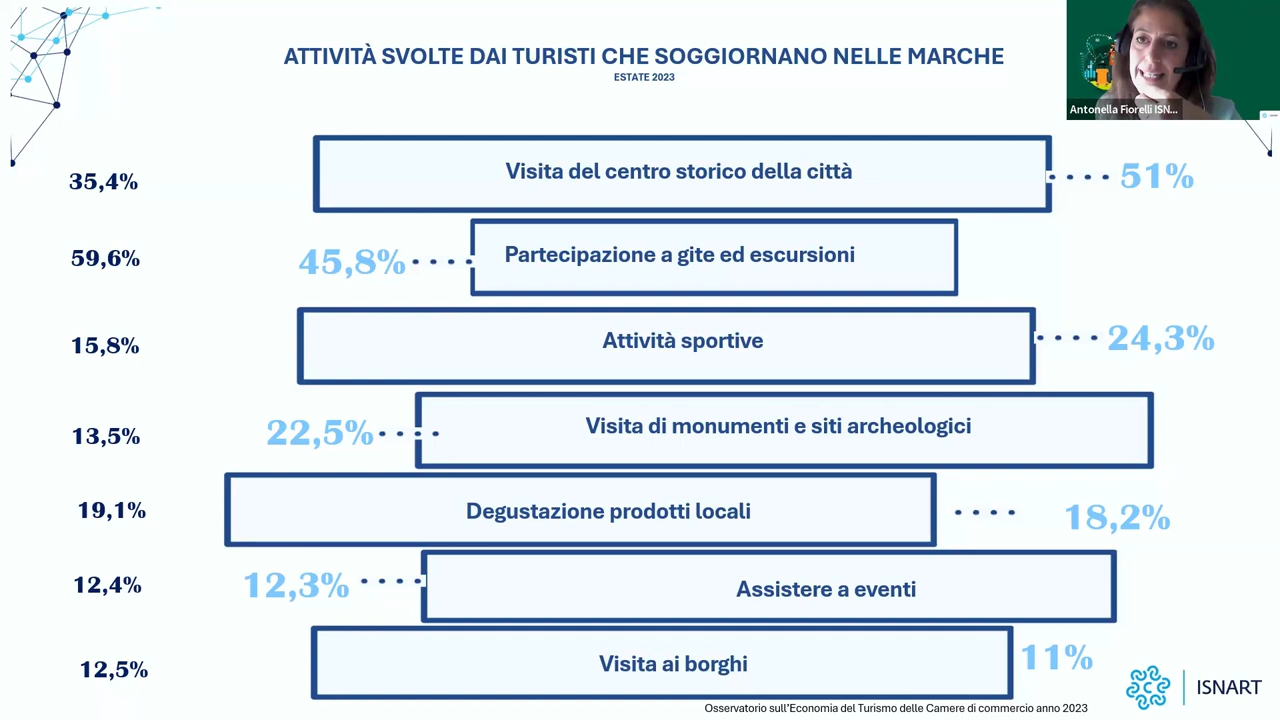 ATTIVITÀ SVOLTE DAI TURISTI CHE SOGGIORNANO NELLE MARCHE
ESTATE 2023
Antonella Fiorelli ISN...
35,4%
Visita del centro storico della città
51%
59,6%
45,8%
Partecipazione a gite ed escursioni
15,8%
Attività sportive
24,3%
13,5%
22,5%
Visita di monumenti e siti archeologici
19,1%
Degustazione prodotti locali
18,2%
12,4%
12,3%
Assistere a eventi
12,5%
Visita ai borghi
11%
ISNART
Osservatorio sull'Economia del Turismo delle Camere di commercio anno 2023